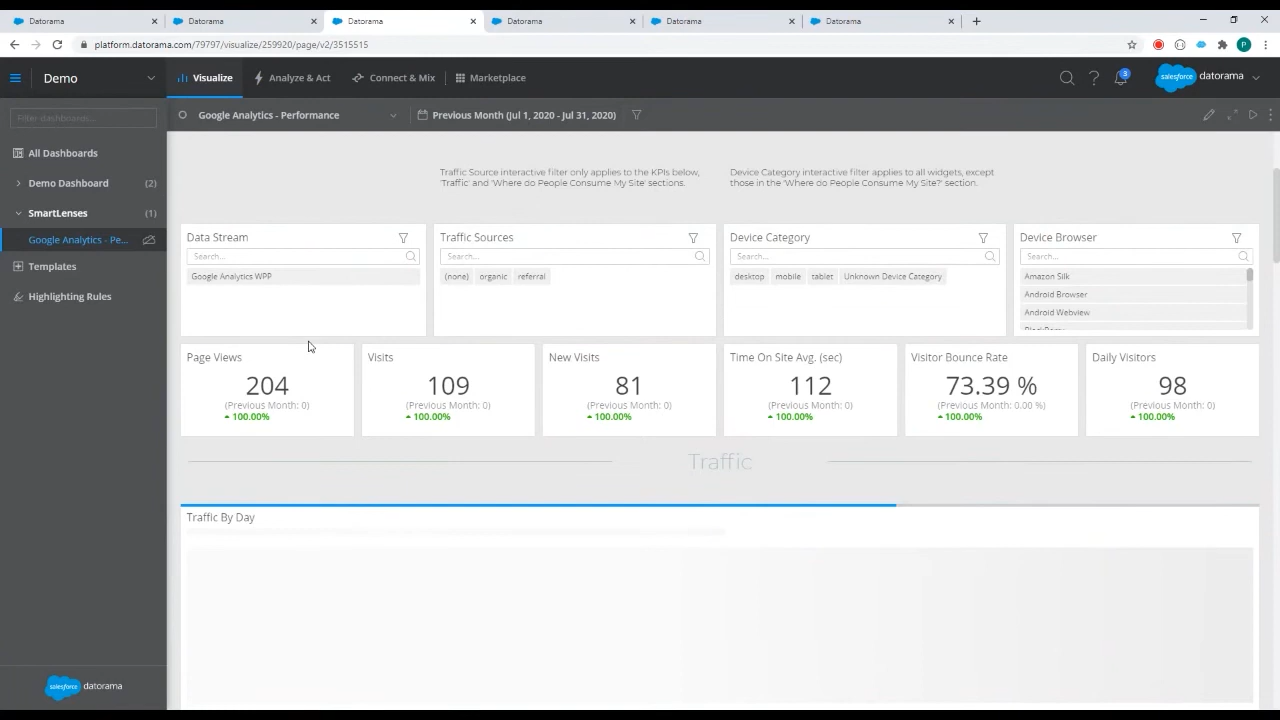 Datorama
Datorama
Datorama
Datorama
Datorama
Datorama
platform.datorama.com/79797/visualize/259920/page/v2/3515515
P
Demo
Visualize
Analyze & Act
Connect & Mix
Marketplace
3
salesforce datorama
Filter dashboards...
Google Analytics - Performance
Previous Month (Jul 1, 2020 - Jul 31, 2020)
All Dashboards
Demo Dashboard (2)
SmartLenses (1)
Google Analytics - Pe...
Templates
Highlighting Rules
Traffic Source interactive filter only applies to the KPIs below,
'Traffic' and 'Where do People Consume My Site' sections.
Device Category interactive filter applies to all widgets, except
those in the 'Where do People Consume My Site?' section.
Data Stream
Search...
Google Analytics WPP
Traffic Sources
Search...
(none) organic referral
Device Category
Search...
desktop mobile tablet Unknown Device Category
Device Browser
Search...
Amazon Silk
Android Browser
Android Webview
BlackBerry
Page Views
204
(Previous Month: 0)
100.00%
Visits
109
(Previous Month: 0)
100.00%
New Visits
81
(Previous Month: 0)
100.00%
Time On Site Avg. (sec)
112
(Previous Month: 0)
100.00%
Visitor Bounce Rate
73.39 %
(Previous Month: 0.00 %)
100.00%
Daily Visitors
98
(Previous Month: 0)
100.00%
Traffic
Traffic By Day
salesforce datorama